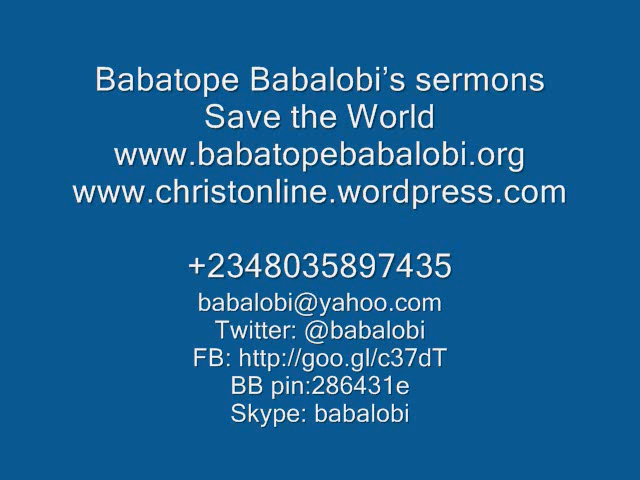 Babatope Babalobi’s sermons
Save the World
www.babatopebabalobi.org
www.christonline.wordpress.com
+2348035897435
babalobi@yahoo.com
Twitter: @babalobi
FB: http://goo.gl/c37dT
BB pin:286431e
Skype: babalobi